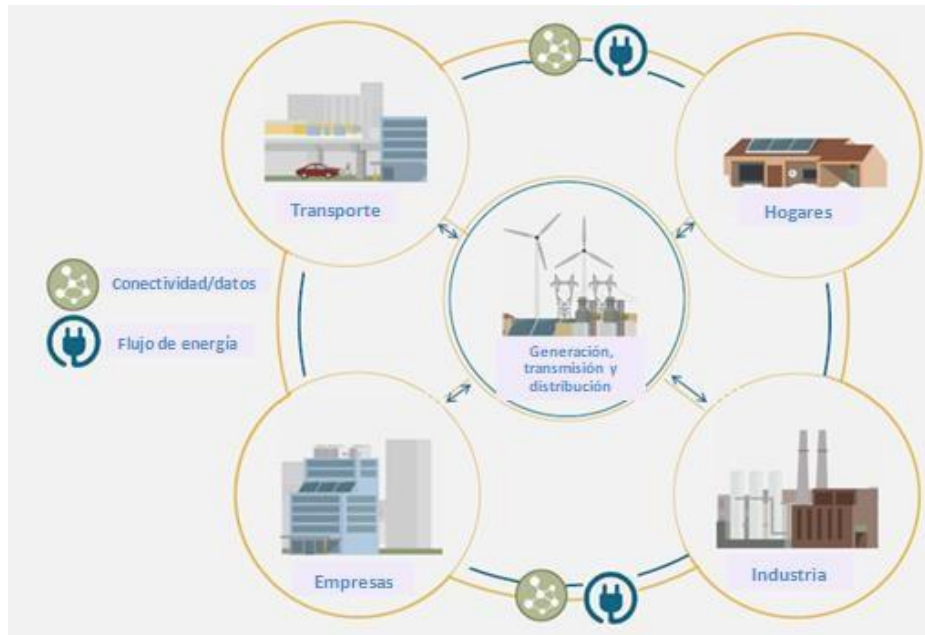 Transporte
Hogares
Conectividad/datos
Flujo de energía
Generación,
transmisión y
distribución
Empresas
Industria